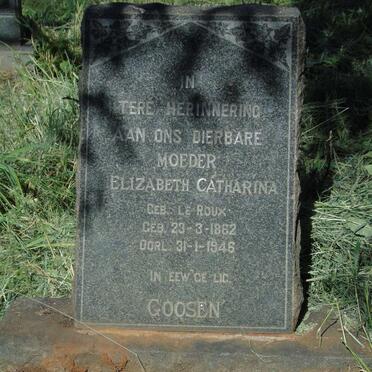 IN
TERE HERINNERING
AAN ONS DIERBARE
MOEDER
ELIZABETH CATHARINA
GEB. LE ROUX
GEB. 23-3-1862
OORL. 31-1-1946
IN EEW'GE LIG.
GOOSEN